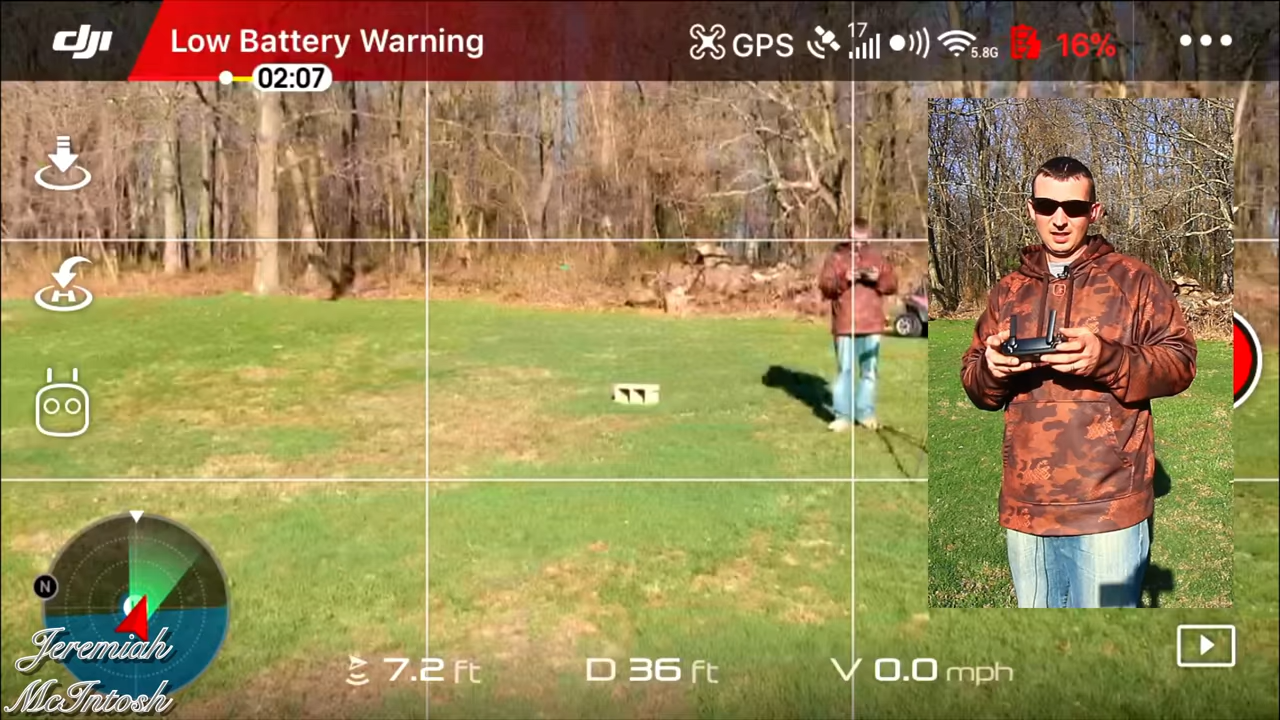 dji
Low Battery Warning
GPS
17
5.8G
16%
02:07
H
N
7.2 ft
D 36 ft
V 0.0 mph
Jeremiah
McIntosh